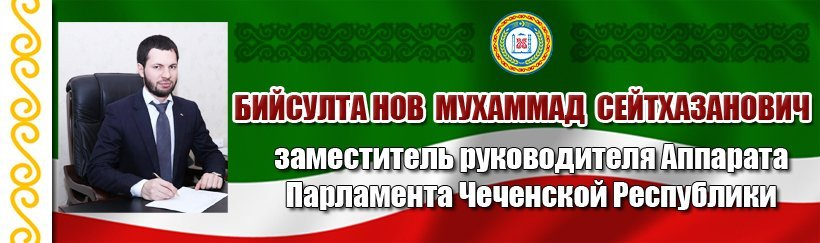 БИЙСУЛТА НОВ МУХАММАД СЕЙТХАЗАНОВИЧ
заместитель руководителя Аппарата
Парламента Чеченской Республики